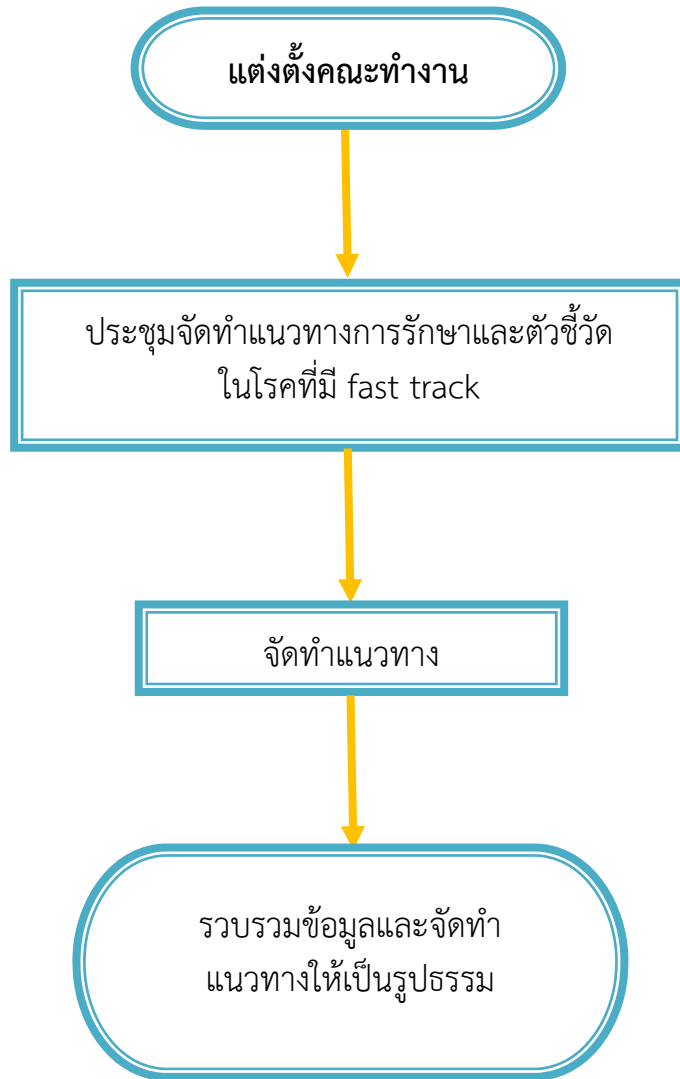 แต่งตั้งคณะทำงาน
ประชุมจัดทำแนวทางการรักษาและตัวชี้วัด
ในโรคที่มี fast track
จัดทำแนวทาง
รวบรวมข้อมูลและจัดทำ
แนวทางให้เป็นรูปธรรม